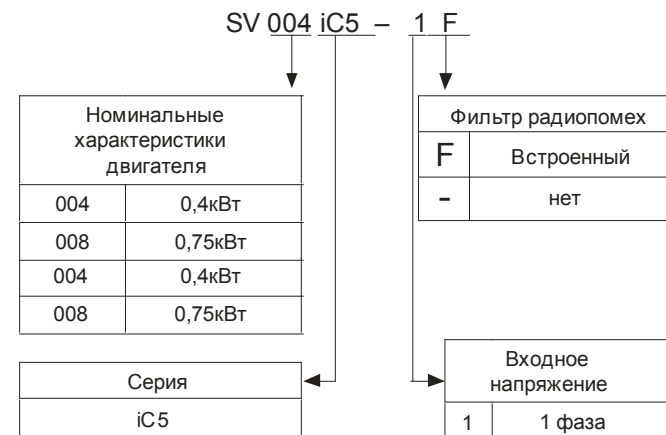 SV 004 iC5 – 1 F
Номинальные
характеристики
двигателя
004 0,4кВт
008 0,75кВт
004 0,4кВт
008 0,75кВт
Фильтр радиопомех
F Встроенный
- нет
Серия
iC5
Входное
напряжение
1 1 фаза